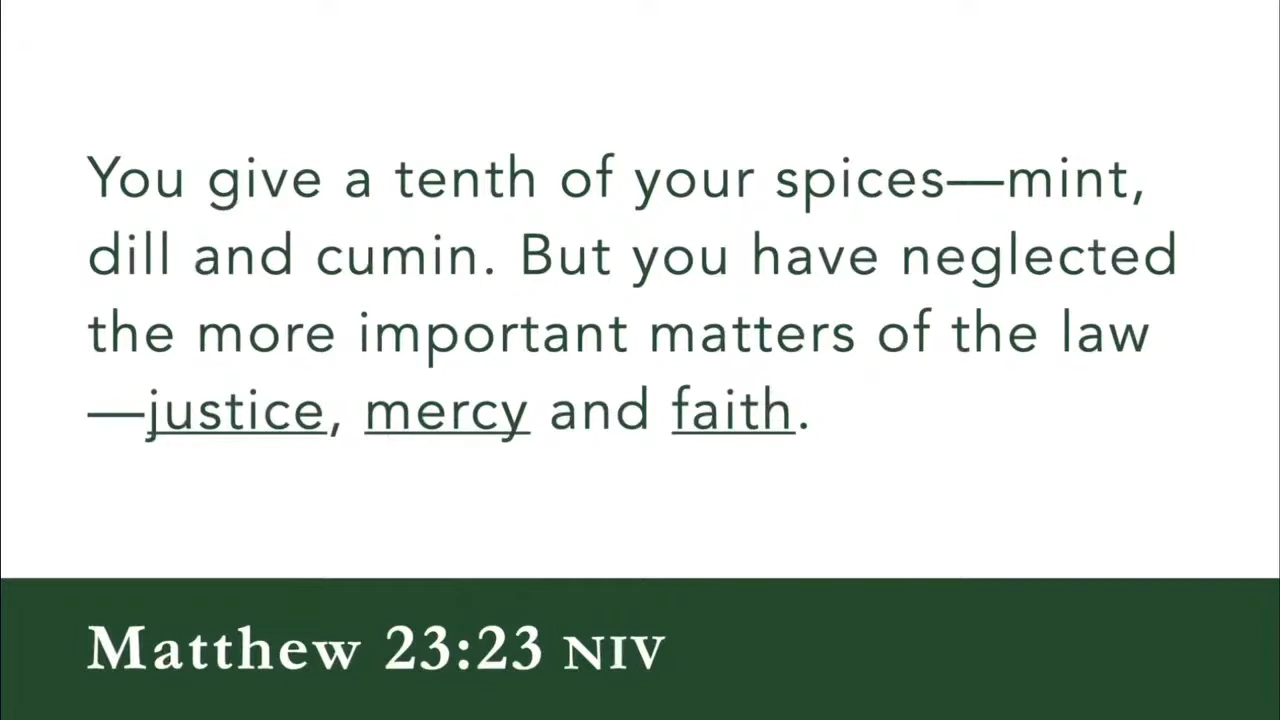 You give a tenth of your spices—mint,
dill and cumin. But you have neglected
the more important matters of the law
—justice, mercy and faith.
Matthew 23:23 NIV